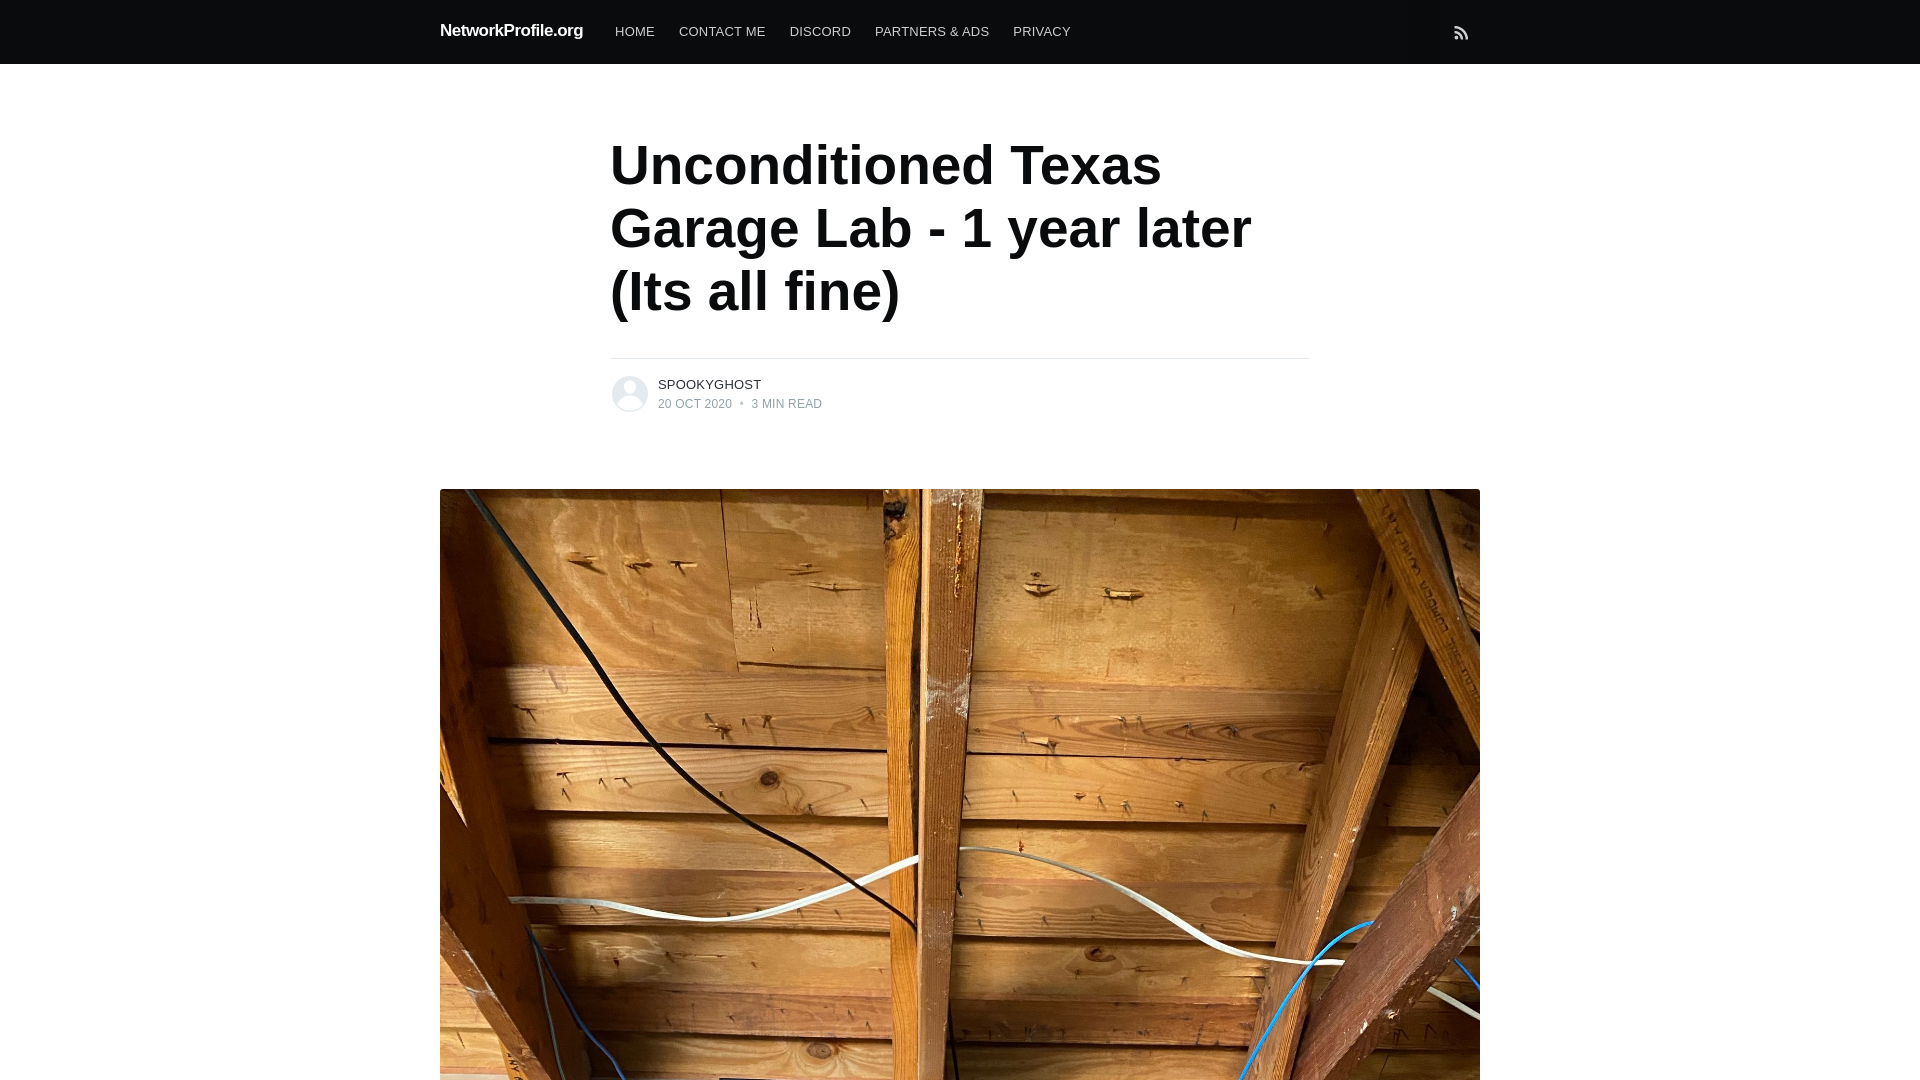 NetworkProfile.org HOME CONTACT ME DISCORD PARTNERS & ADS PRIVACY
Unconditioned Texas
Garage Lab - 1 year later
(Its all fine)
SPOOKYGHOST
20 OCT 2020 • 3 MIN READ